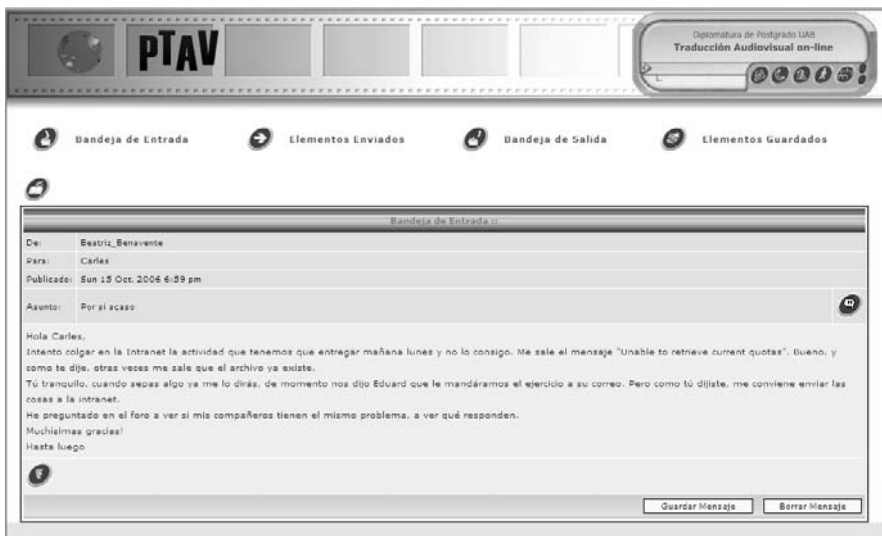 PTAV
Diplomatura de Postgrado UAB
Traducción Audiovisual on-line
Bandeja de Entrada
Elementos Enviados
Bandeja de Salida
Elementos Guardados
Bandeja de Entrada ::
De: Beatriz_Benavente
Para: Carles
Publicado: Sun 15 Oct, 2006 6:59 pm
Asunto: Por si acaso
Hola Carles,
Intento colgar en la Intranet la actividad que tenemos que entregar mañana lunes y no lo consigo. Me sale el mensaje "Unable to retrieve current quotas". Bueno, y
como te dije, otras veces me sale que el archivo ya existe.
Tú tranquilo, cuando sepas algo ya me lo dirás, de momento nos dijo Eduard que le mandáramos el ejercicio a su correo. Pero como tú dijiste, me conviene enviar las
cosas a la intranet.
He preguntado en el foro a ver si mis compañeros tienen el mismo problema, a ver qué responden.
Muchísimas gracias!
Hasta luego
Guardar Mensaje
Borrar Mensaje